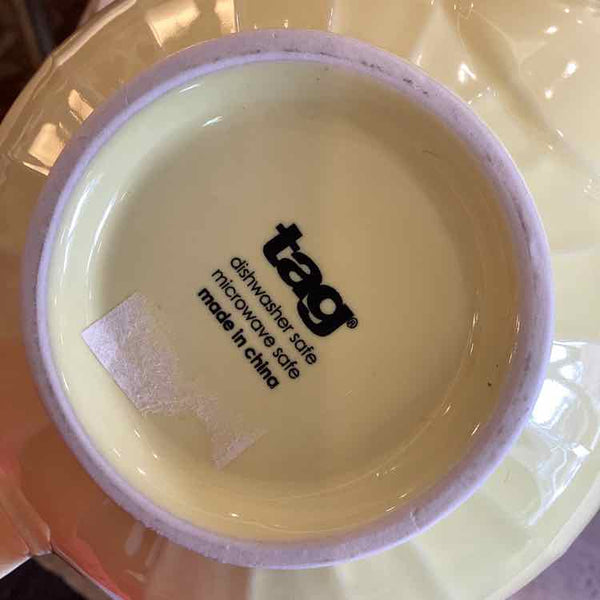 tag®
dishwasher safe
microwave safe
made in china